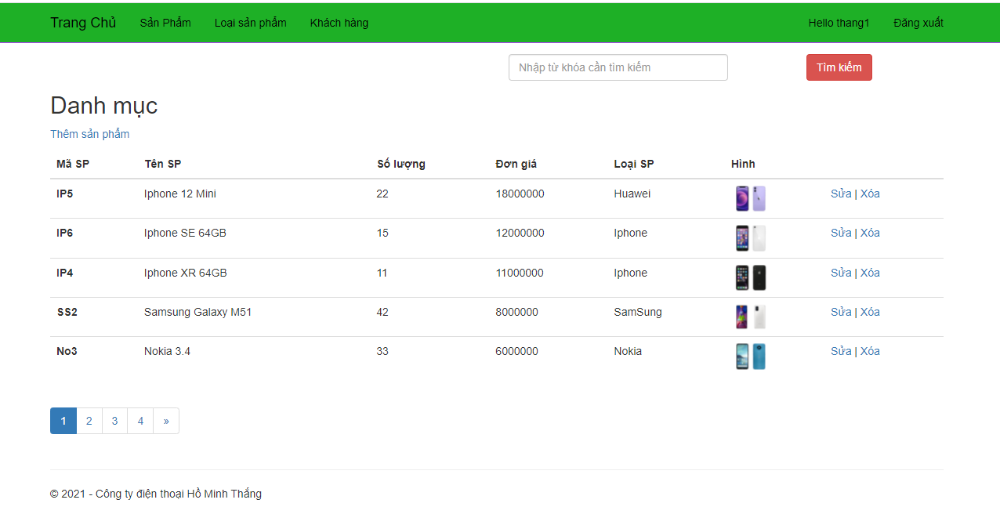 Trang Chủ Sản Phẩm Loại sản phẩm Khách hàng Hello thang1 Đăng xuất
Nhập từ khóa cần tìm kiếm Tìm kiếm
Danh mục
Thêm sản phẩm
Mã SP Tên SP Số lượng Đơn giá Loại SP Hình
IP5 Iphone 12 Mini 22 18000000 Huawei Sửa | Xóa
IP6 Iphone SE 64GB 15 12000000 Iphone Sửa | Xóa
IP4 Iphone XR 64GB 11 11000000 Iphone Sửa | Xóa
SS2 Samsung Galaxy M51 42 8000000 SamSung Sửa | Xóa
No3 Nokia 3.4 33 6000000 Nokia Sửa | Xóa
1 2 3 4 »
© 2021 - Công ty điện thoại Hồ Minh Thắng